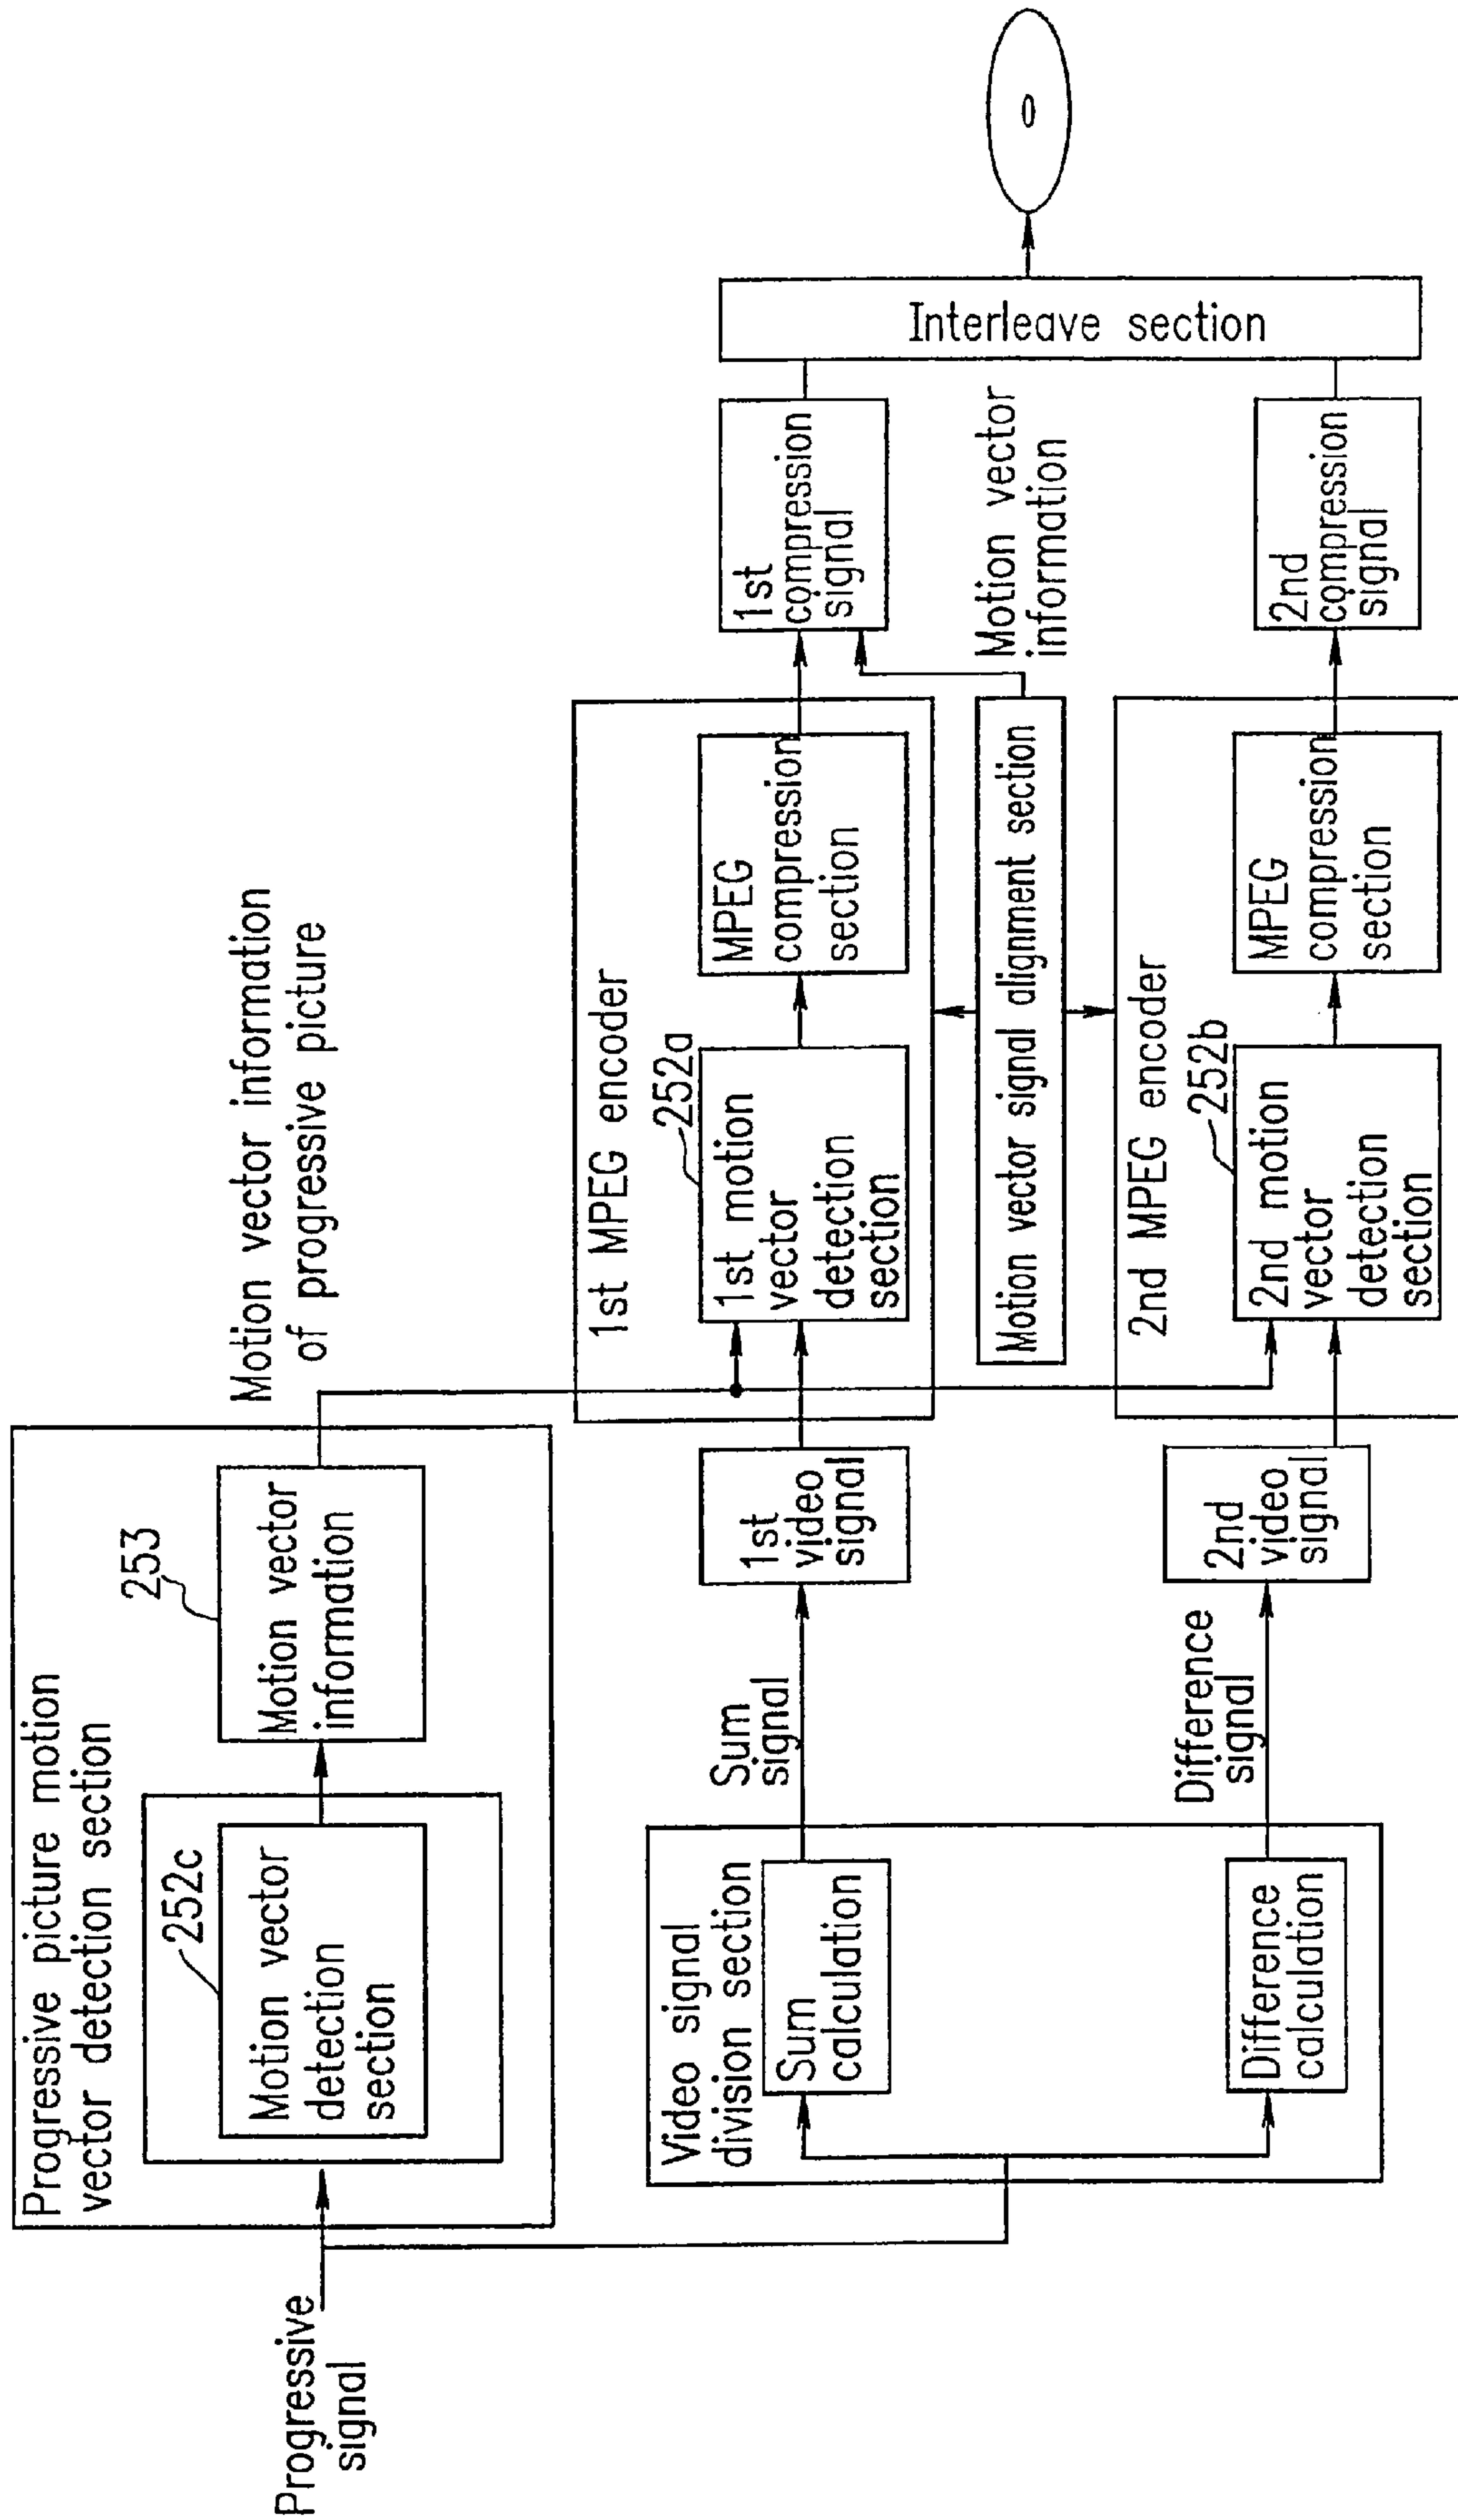 Progressive
signal
Progressive picture motion
vector detection section
252c
Motion vector
detection
section
253
Motion vector
information
Motion vector information
of progressive picture
Video signal
division section
Sum
calculation
Difference
calculation
Sum
signal
Difference
signal
1st
video
signal
2nd
video
signal
1st MPEG encoder
252a
1st motion
vector
detection
section
MPEG
compression
section
Motion vector signal alignment section
2nd MPEG encoder
252b
2nd motion
vector
detection
section
MPEG
compression
section
1st
compression
signal
Motion vector
information
2nd
compression
signal
Interleave section